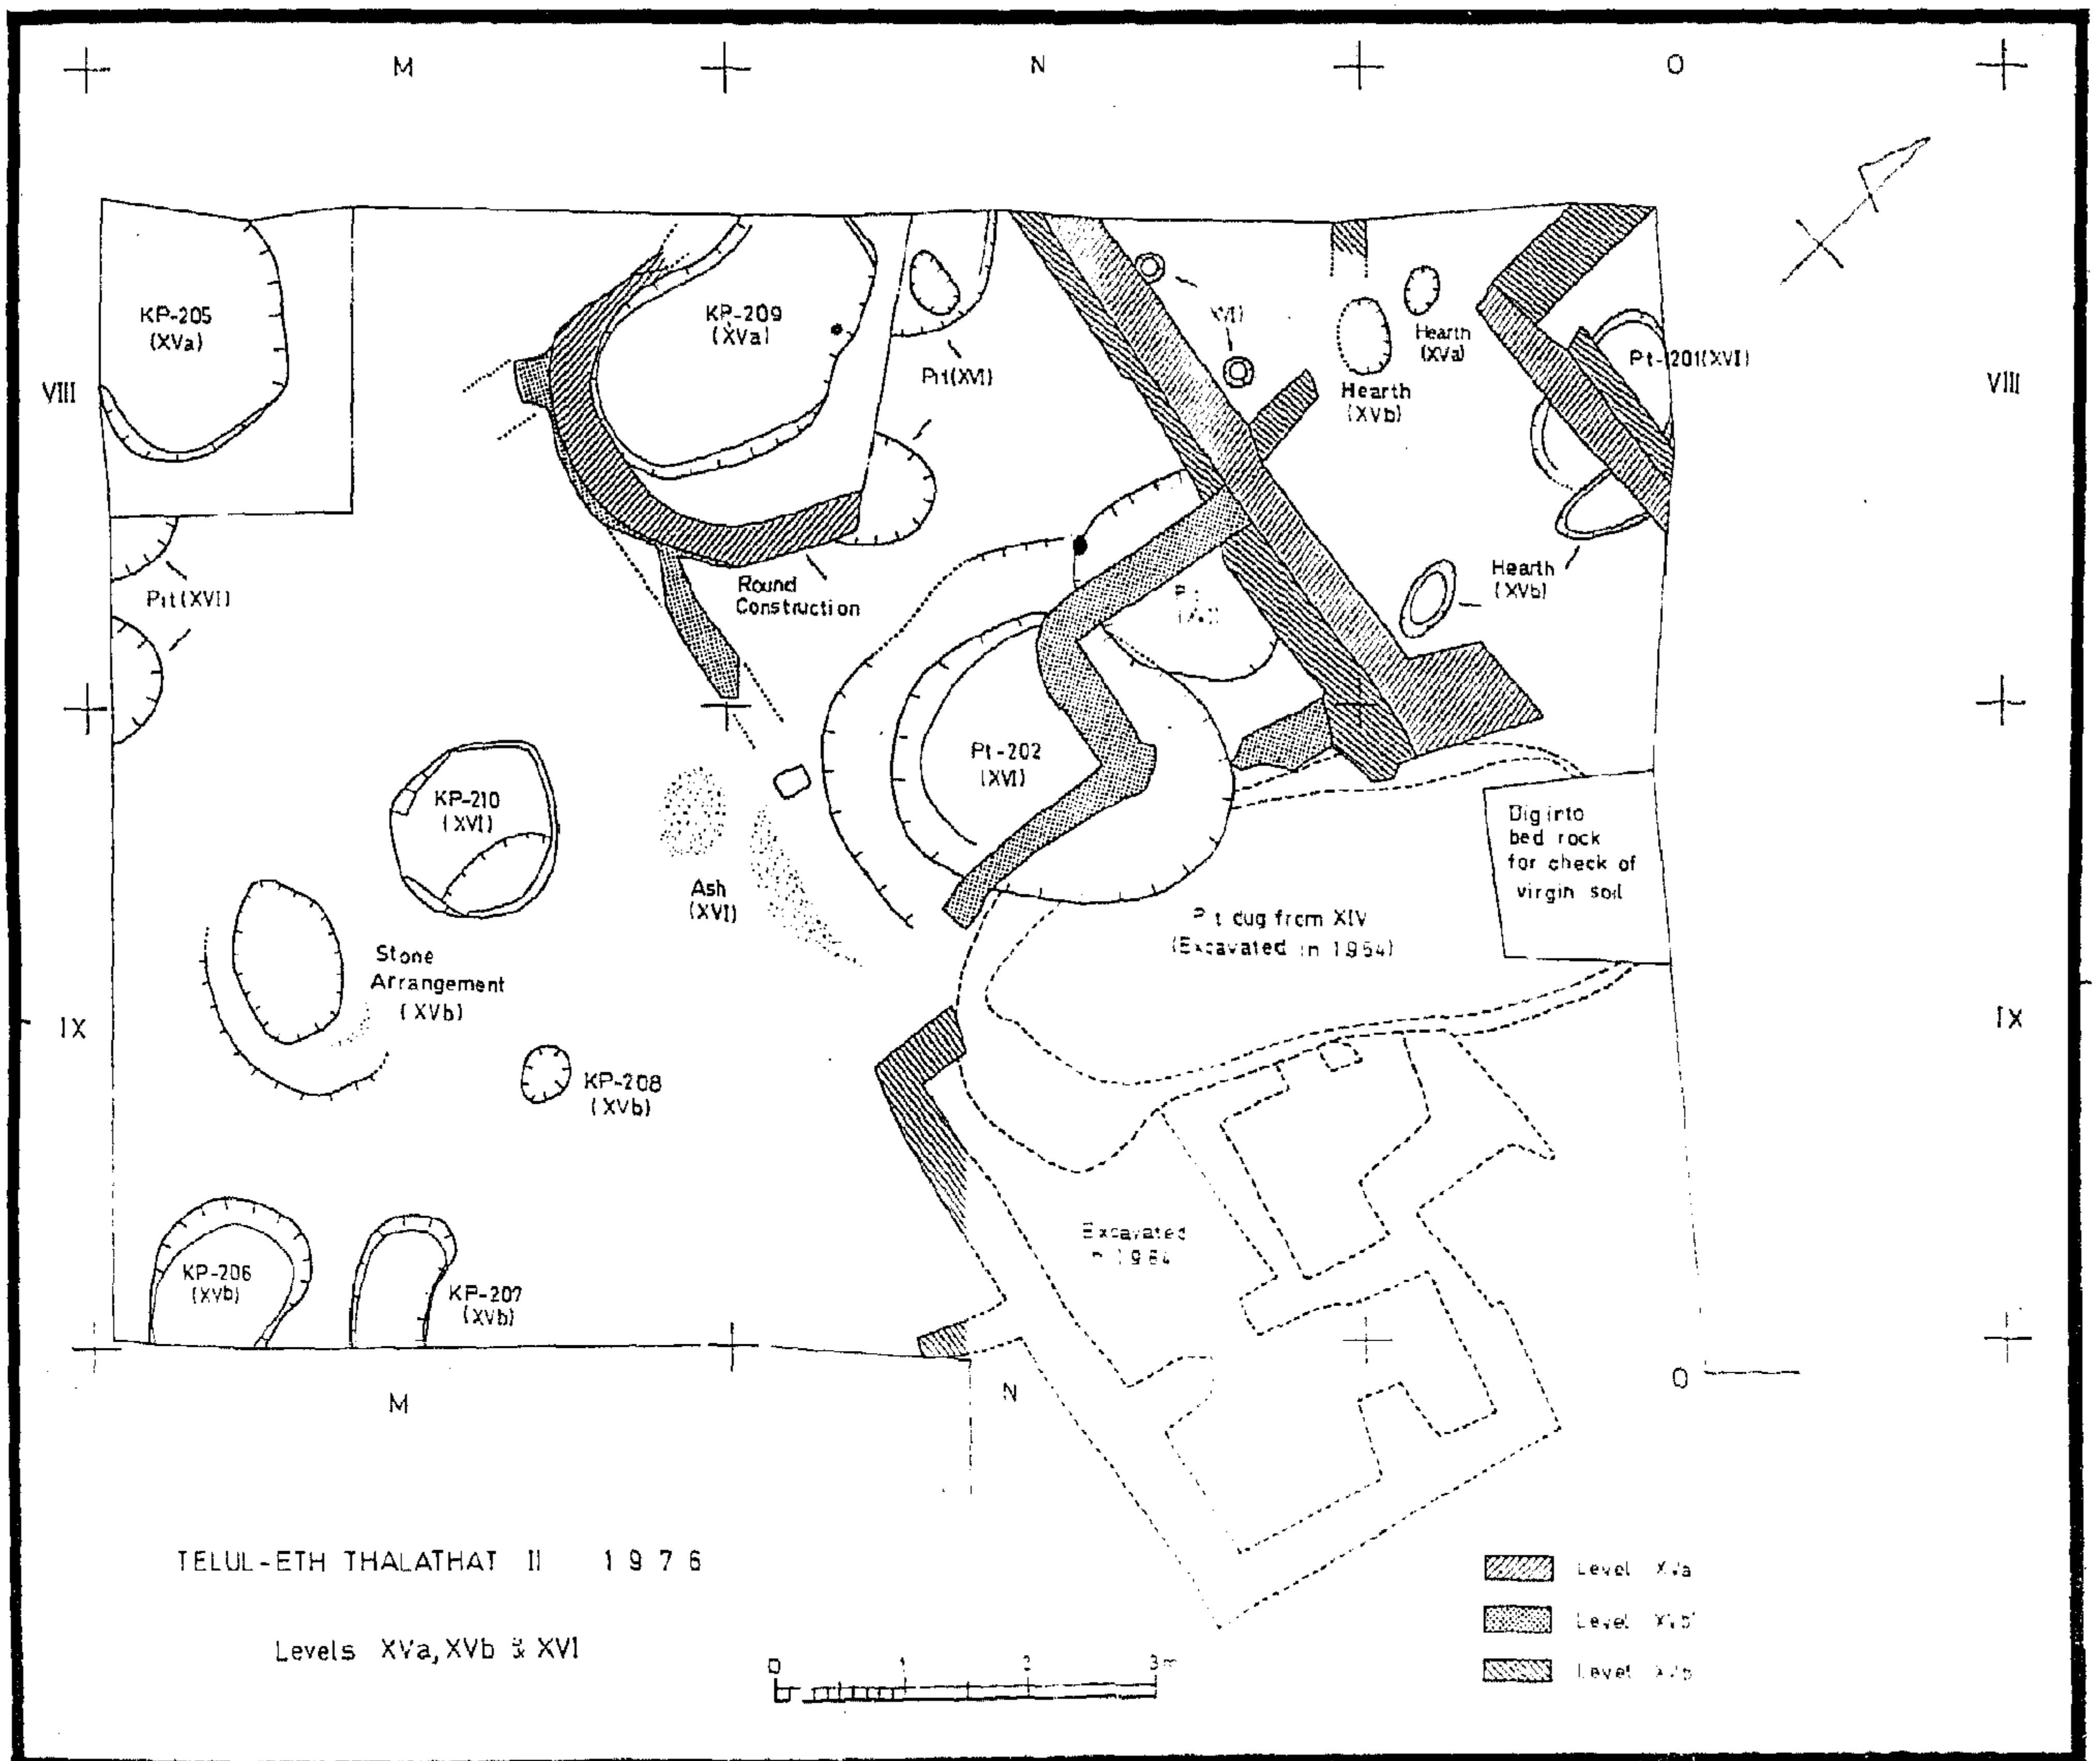 M
N
O
KP-205
(XVa)
KP-209
(XVa)
Pit(XVI)
Hearth
(XVa)
Hearth
(XVb)
Pt-201(XVI)
VIII
VIII
Pit(XVI)
Round
Construction
Hearth
(XVb)
Pt-202
(XVI)
KP-210
(XVI)
Ash
(XVI)
Dig into
bed rock
for check of
virgin soil
Stone
Arrangement
(XVb)
dug from XIV
(Excavated in 1964)
IX
IX
KP-208
(XVb)
Excavated
KP-206
(XVb)
KP-207
(XVb)
M
N
O
TELUL-ETH THALATHAT II 1976
Levels XVa, XVb & XVI
0 1 2 3m
Level XVa
Level
Level